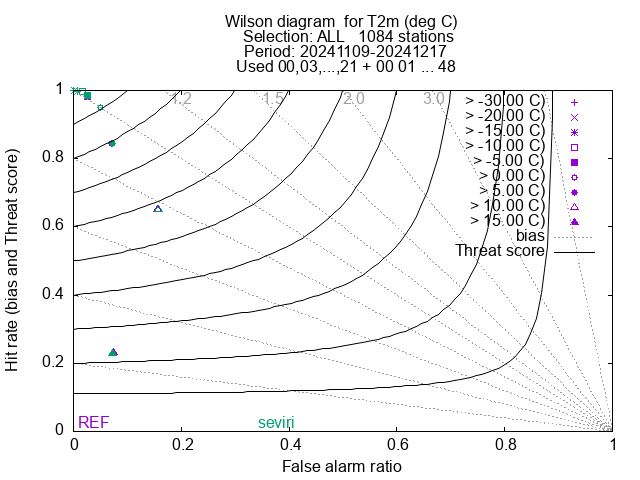 Wilson diagram  for T2m (deg C)
Selection: ALL   1084 stations
Period: 20241109-20241217
Used 00,03,...,21 + 00 01 ... 48
1
0.8
0.6
0.4
0.2
0
0
0.2
0.4
0.6
0.8
1
1.2
1.5
2.0
3.0
> -30.00 C)
> -20.00 C)
> -15.00 C)
> -10.00 C)
> -5.00 C)
> 0.00 C)
> 5.00 C)
> 10.00 C)
> 15.00 C)
bias
Threat score
REF
seviri
False alarm ratio
Hit rate (bias and Threat score)